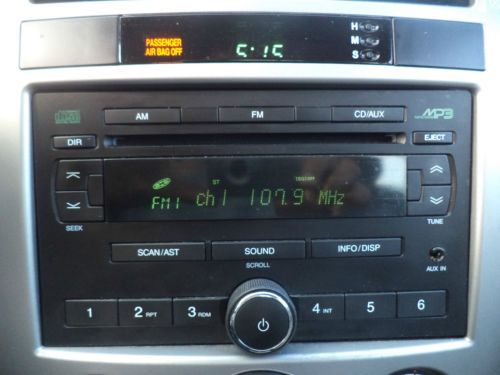 PASSENGER
AIR BAG OFF
5:15
H
M
S
AM
FM
CD/AUX
MP3
DIR
EJECT
ST
FM1 ch1 107.9 MHz
SEEK
TUNE
SCAN/AST
SOUND
INFO/DISP
SCROLL
AUX IN
1
2 RPT
3 RDM
4 INT
5
6